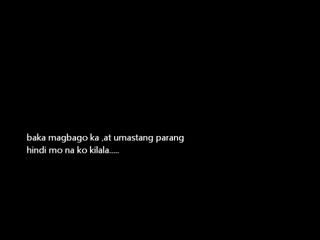 baka magbago ka ,at umastang parang
hindi mo na ko kilala.....